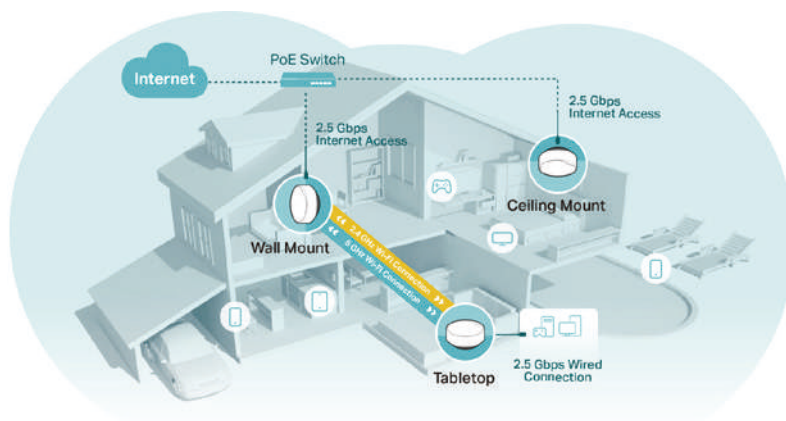 PoE Switch
Internet
2.5 Gbps
Internet Access
2.5 Gbps
Internet Access
Ceiling Mount
Wall Mount
2.4 GHz Wi-Fi Connection
5 GHz Wi-Fi Connection
Tabletop
2.5 Gbps Wired
Connection